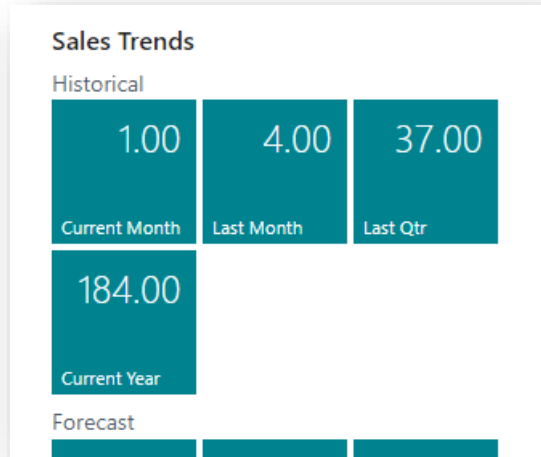 Sales Trends
Historical
1.00 4.00 37.00
Current Month Last Month Last Qtr
184.00
Current Year
Forecast